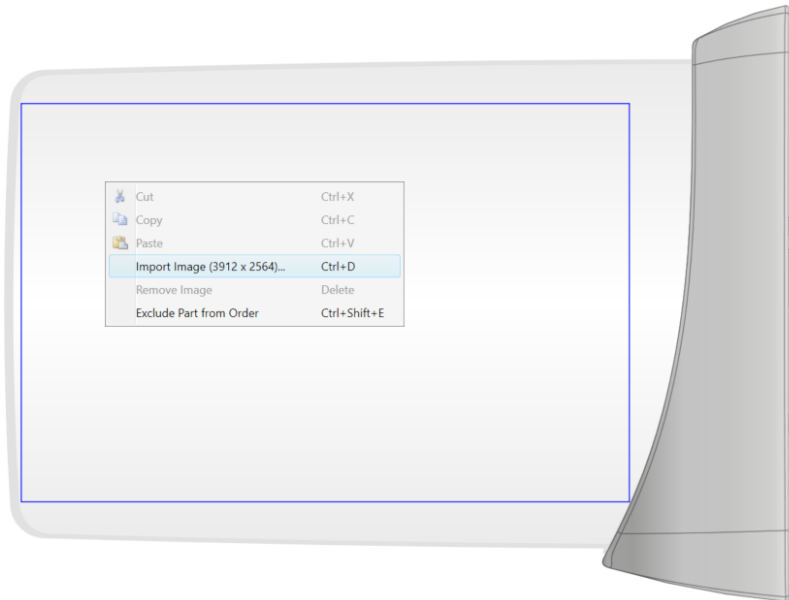 Cut Ctrl+X
Copy Ctrl+C
Paste Ctrl+V
Import Image (3912 x 2564)... Ctrl+D
Remove Image Delete
Exclude Part from Order Ctrl+Shift+E